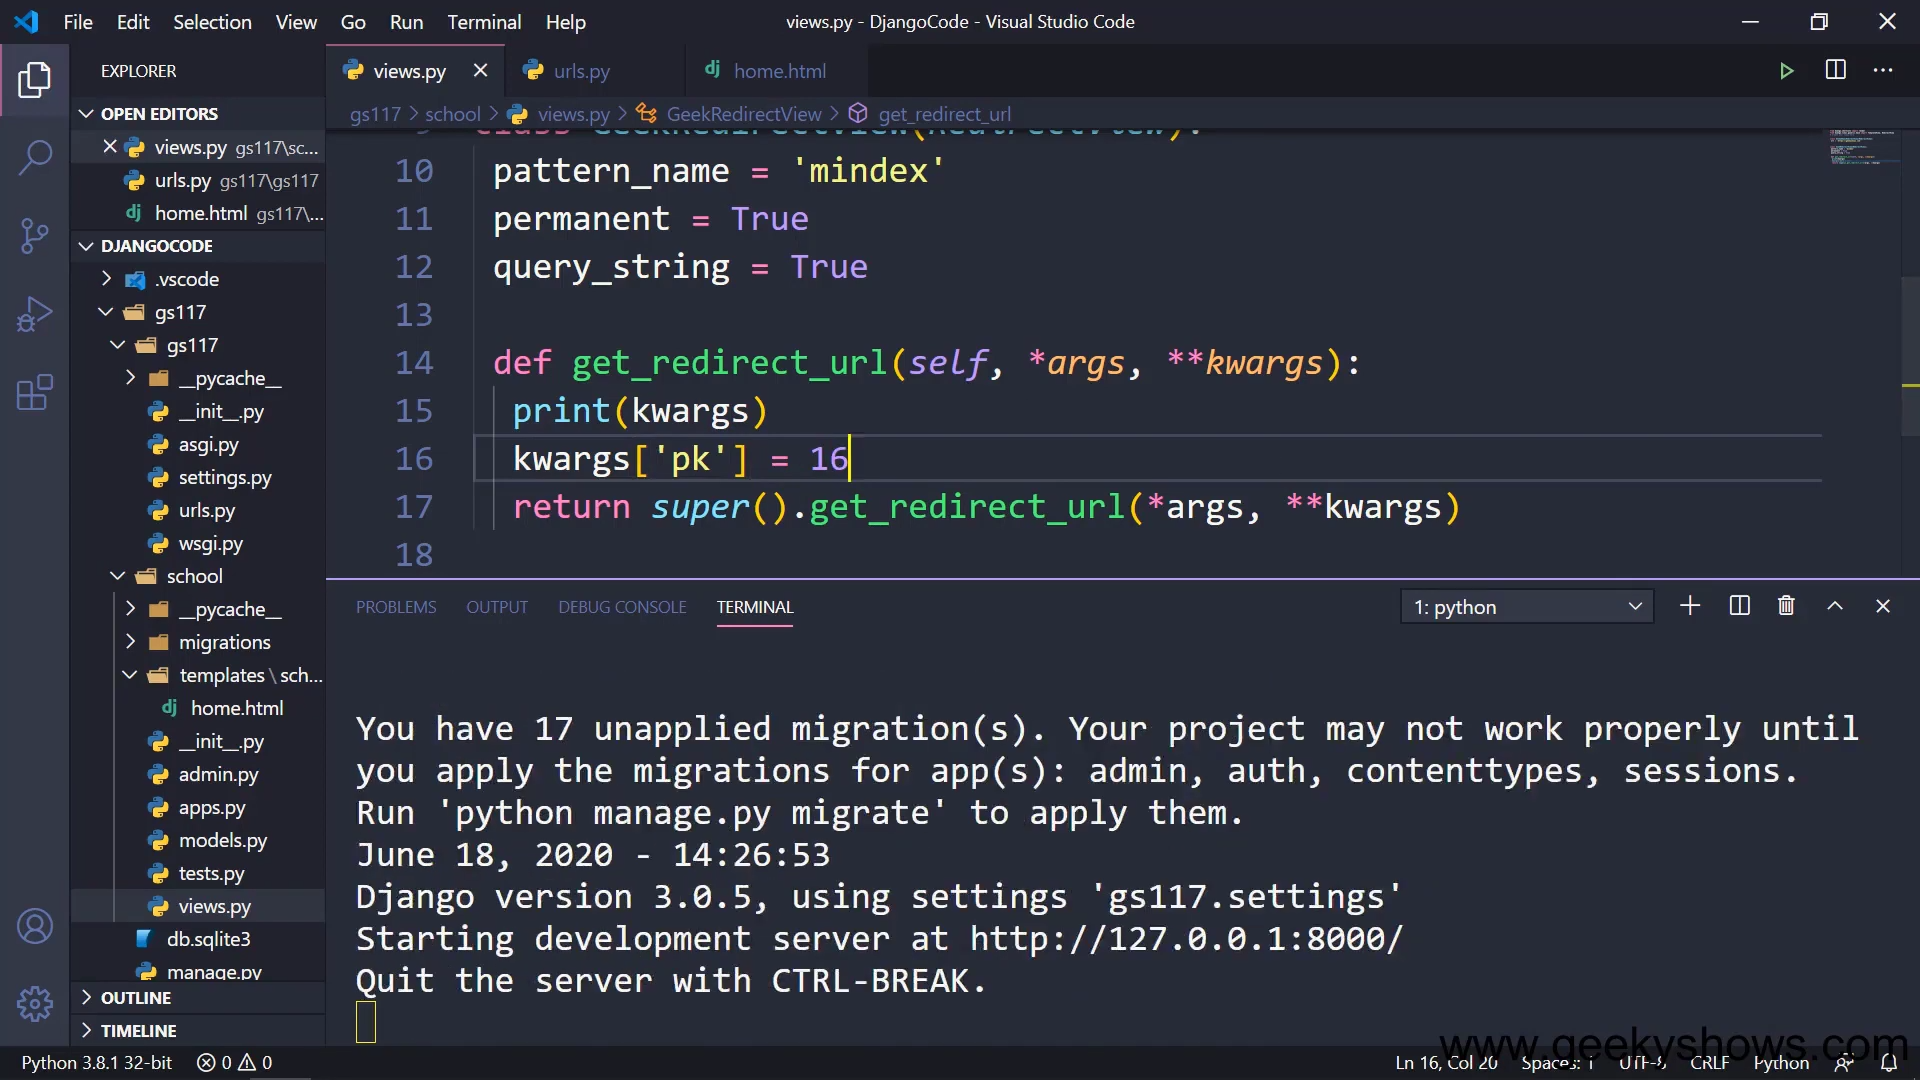 File Edit Selection View Go Run Terminal Help
views.py - DjangoCode - Visual Studio Code
EXPLORER
OPEN EDITORS
views.py gs117\sc...
urls.py gs117\gs117
home.html gs117\...
DJANGOCODE
.vscode
gs117
gs117
__pycache__
__init__.py
asgi.py
settings.py
urls.py
wsgi.py
school
__pycache__
migrations
templates \ sch...
home.html
__init__.py
admin.py
apps.py
models.py
tests.py
views.py
db.sqlite3
manage.py
OUTLINE
TIMELINE
views.py urls.py home.html
gs117 > school > views.py > GeekRedirectView > get_redirect_url
9 class GeekRedirectView(RedirectView):
10 pattern_name = 'mindex'
11 permanent = True
12 query_string = True
13
14 def get_redirect_url(self, *args, **kwargs):
15 print(kwargs)
16 kwargs['pk'] = 16
17 return super().get_redirect_url(*args, **kwargs)
18
PROBLEMS OUTPUT DEBUG CONSOLE TERMINAL 1: python
You have 17 unapplied migration(s). Your project may not work properly until
you apply the migrations for app(s): admin, auth, contenttypes, sessions.
Run 'python manage.py migrate' to apply them.
June 18, 2020 - 14:26:53
Django version 3.0.5, using settings 'gs117.settings'
Starting development server at http://127.0.0.1:8000/
Quit the server with CTRL-BREAK.
www.geekyshows.com
Python 3.8.1 32-bit 0 0 Ln 16, Col 20 Spaces: 1 UTF-8 CRLF Python